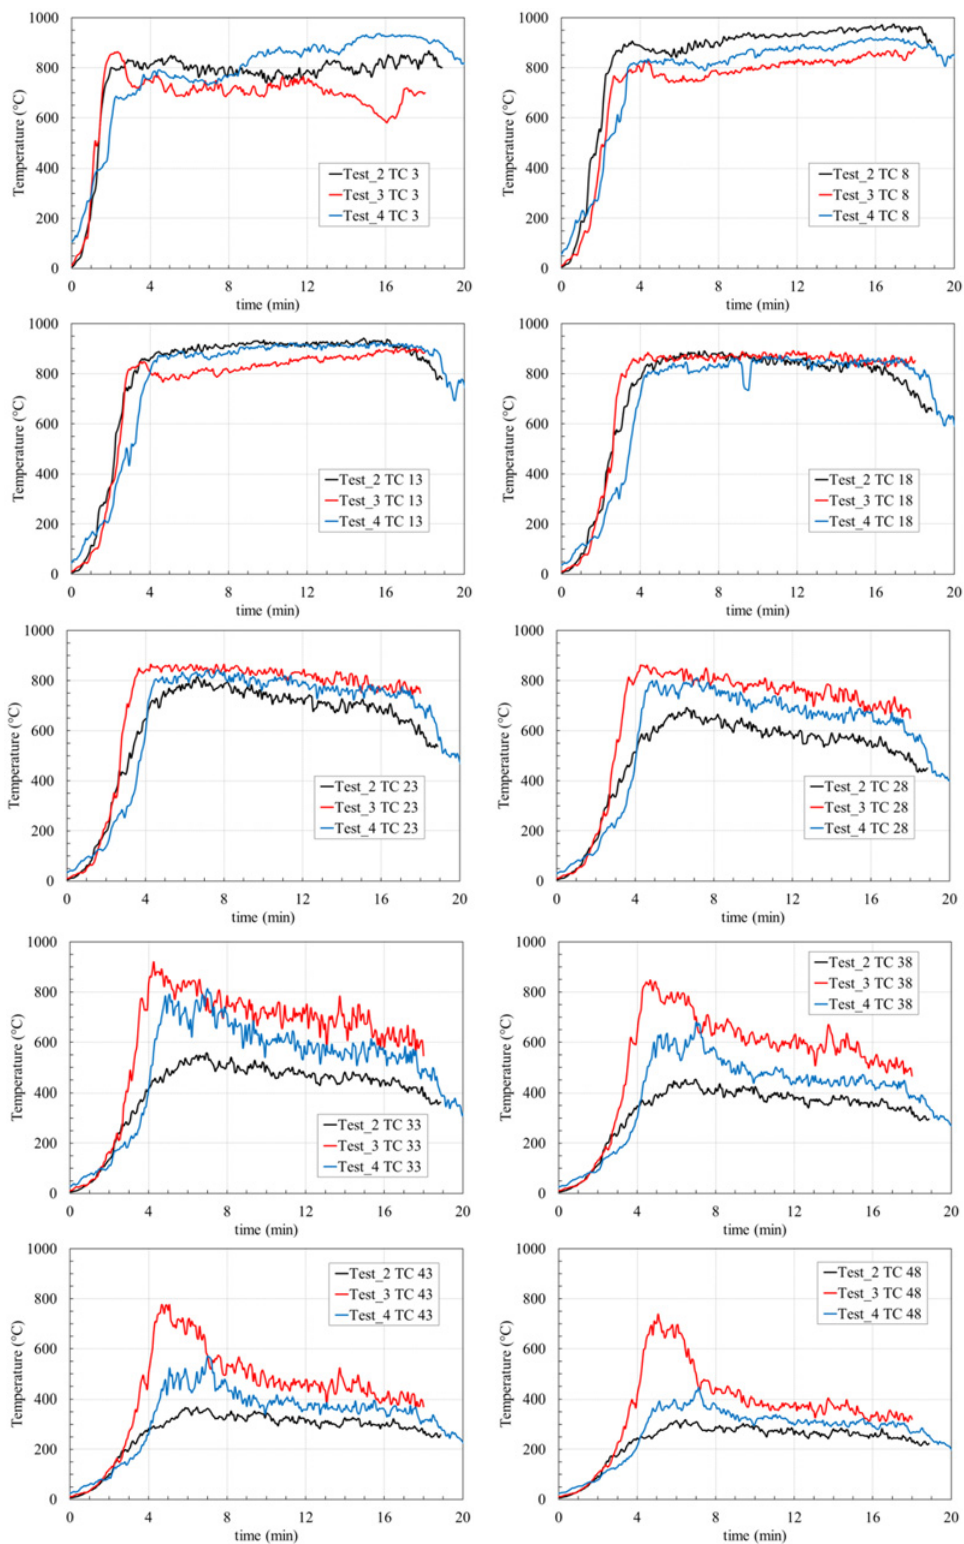 1000
800
600
400
200
0
Temperature (°C)
Test_2 TC 3
Test_3 TC 3
Test_4 TC 3
0 4 8 12 16 20
time (min)
1000
800
600
400
200
0
Temperature (°C)
Test_2 TC 8
Test_3 TC 8
Test_4 TC 8
0 4 8 12 16 20
time (min)
1000
800
600
400
200
0
Temperature (°C)
Test_2 TC 13
Test_3 TC 13
Test_4 TC 13
0 4 8 12 16 20
time (min)
1000
800
600
400
200
0
Temperature (°C)
Test_2 TC 18
Test_3 TC 18
Test_4 TC 18
0 4 8 12 16 20
time (min)
1000
800
600
400
200
0
Temperature (°C)
Test_2 TC 23
Test_3 TC 23
Test_4 TC 23
0 4 8 12 16 20
time (min)
1000
800
600
400
200
0
Temperature (°C)
Test_2 TC 28
Test_3 TC 28
Test_4 TC 28
0 4 8 12 16 20
time (min)
1000
800
600
400
200
0
Temperature (°C)
Test_2 TC 33
Test_3 TC 33
Test_4 TC 33
0 4 8 12 16 20
time (min)
1000
800
600
400
200
0
Temperature (°C)
Test_2 TC 38
Test_3 TC 38
Test_4 TC 38
0 4 8 12 16 20
time (min)
1000
800
600
400
200
0
Temperature (°C)
Test_2 TC 43
Test_3 TC 43
Test_4 TC 43
0 4 8 12 16 20
time (min)
1000
800
600
400
200
0
Temperature (°C)
Test_2 TC 48
Test_3 TC 48
Test_4 TC 48
0 4 8 12 16 20
time (min)